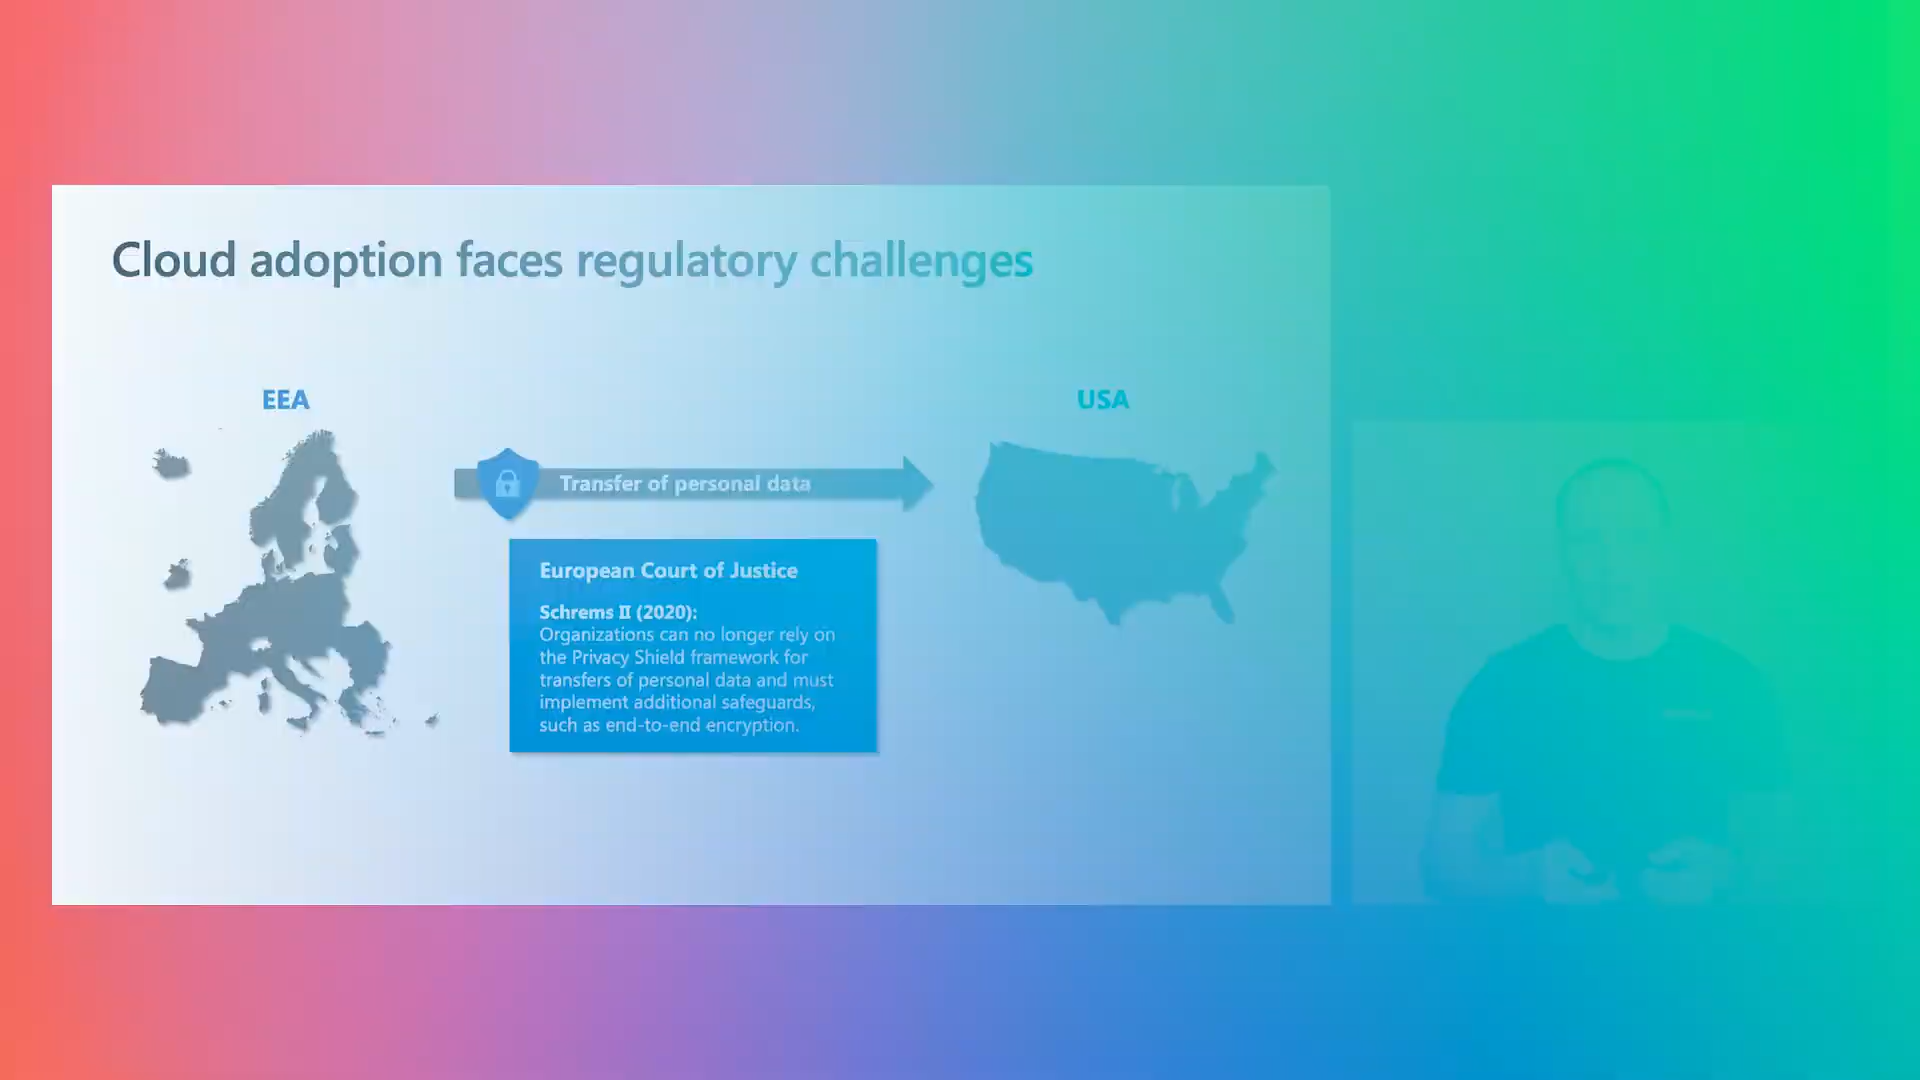 Cloud adoption faces regulatory challenges
EEA
USA
Transfer of personal data
European Court of Justice
Schrems II (2020):
Organizations can no longer rely on
the Privacy Shield framework for
transfers of personal data and must
implement additional safeguards,
such as end-to-end encryption.